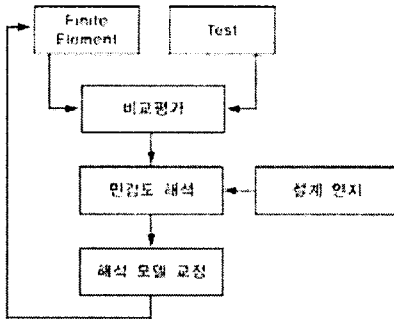 Finite
Element
Test
비교평가
민감도 해석
설계 인자
해석 모델 교정